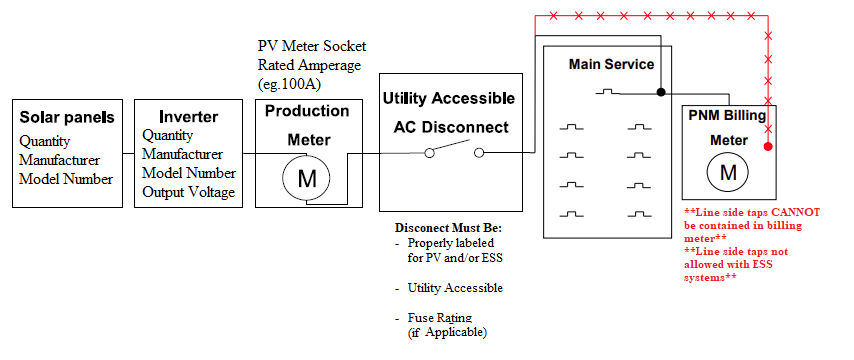 PV Meter Socket
Rated Amperage
(eg.100A)
Solar panels
Quantity
Manufacturer
Model Number
Inverter
Quantity
Manufacturer
Model Number
Output Voltage
Production
Meter
M
Utility Accessible
AC Disconnect
Disconect Must Be:
- Properly labeled
for PV and/or ESS
- Utility Accessible
- Fuse Rating
(if Applicable)
Main Service
PNM Billing
Meter
M
**Line side taps CANNOT
be contained in billing
meter**
**Line side taps not
allowed with ESS
systems**